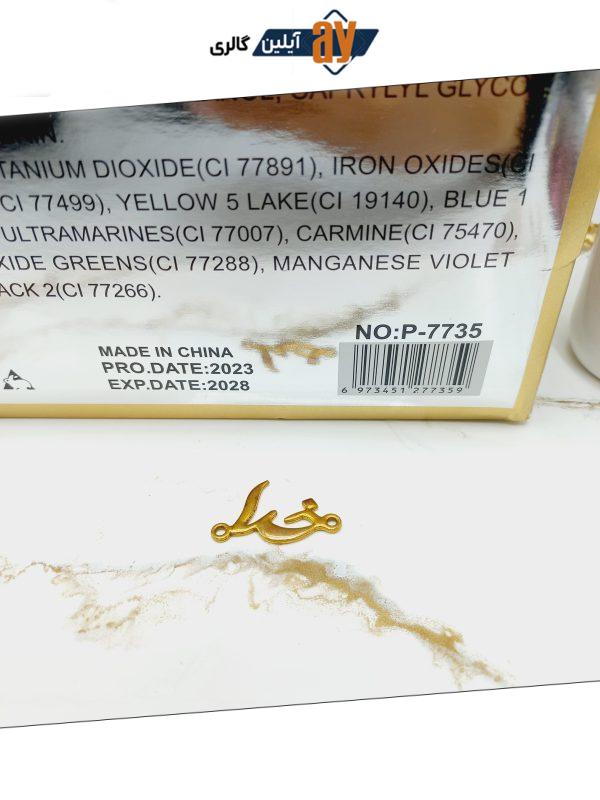 آیلین گالری
ay
CAPRYLYL GLYCO
TANIUM DIOXIDE(CI 77891), IRON OXIDES(CI
CI 77499), YELLOW 5 LAKE(CI 19140), BLUE 1
ULTRAMARINES(CI 77007), CARMINE(CI 75470),
XIDE GREENS(CI 77288), MANGANESE VIOLET
ACK 2(CI 77266).
NO:P-7735
MADE IN CHINA
PRO.DATE:2023
EXP.DATE:2028
6 973451 277359
خدا